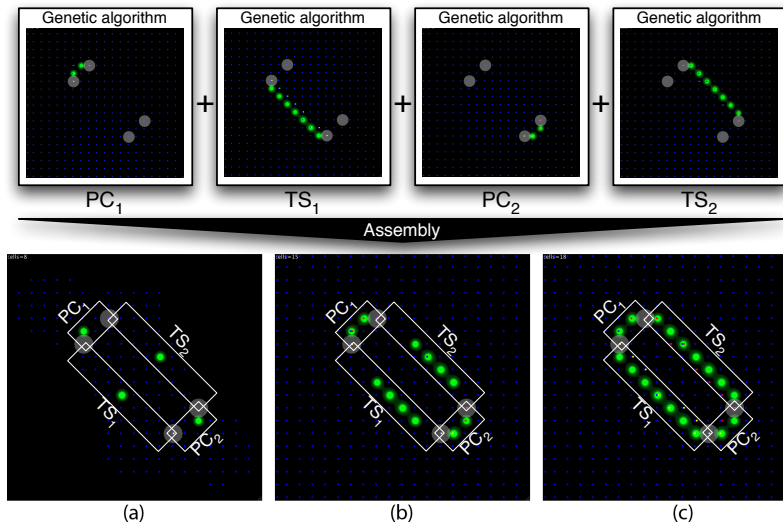 Genetic algorithm
Genetic algorithm
Genetic algorithm
Genetic algorithm
+
+
+
PC1
TS1
PC2
TS2
Assembly
cells=8
PC1
TS2
TS1
PC2
(a)
cells=15
PC1
TS2
TS1
PC2
(b)
cells=18
PC1
TS2
TS1
PC2
(c)